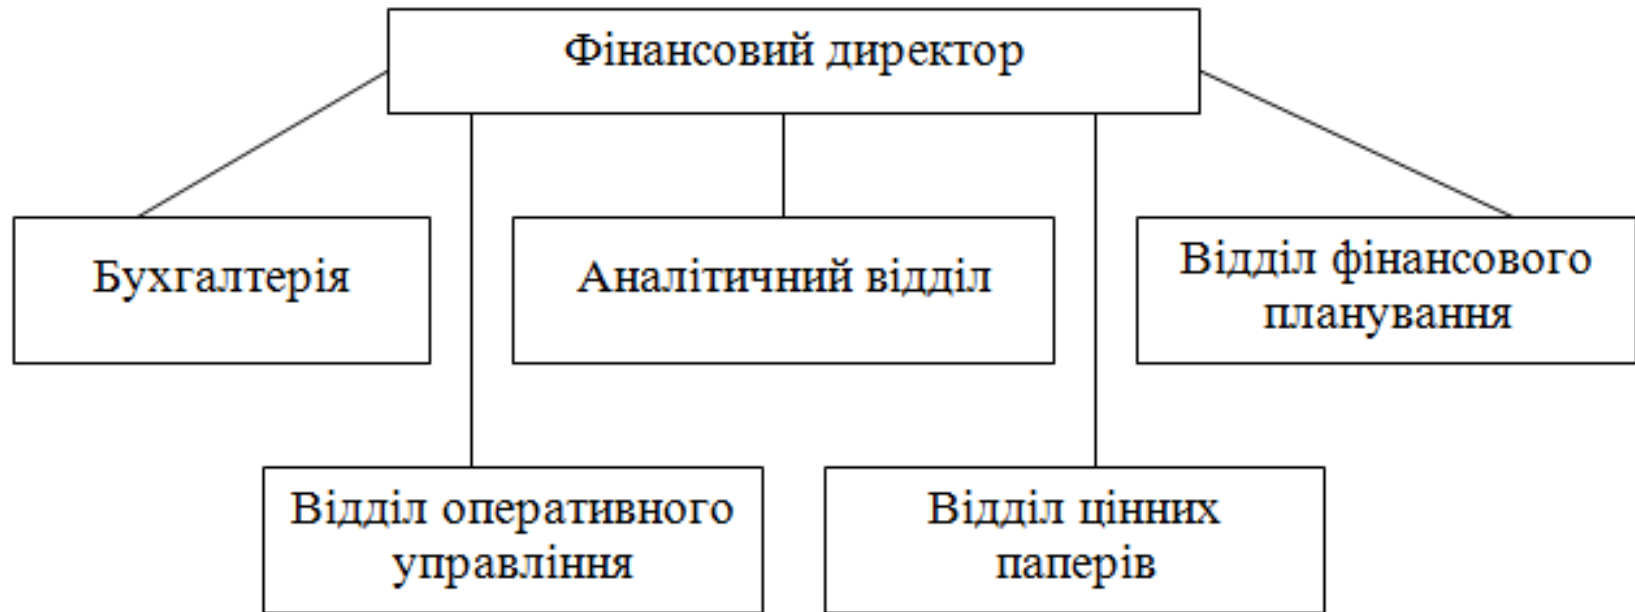 Фінансовий директор
Бухгалтерія
Аналітичний відділ
Відділ фінансового
планування
Відділ оперативного
управління
Відділ цінних
паперів